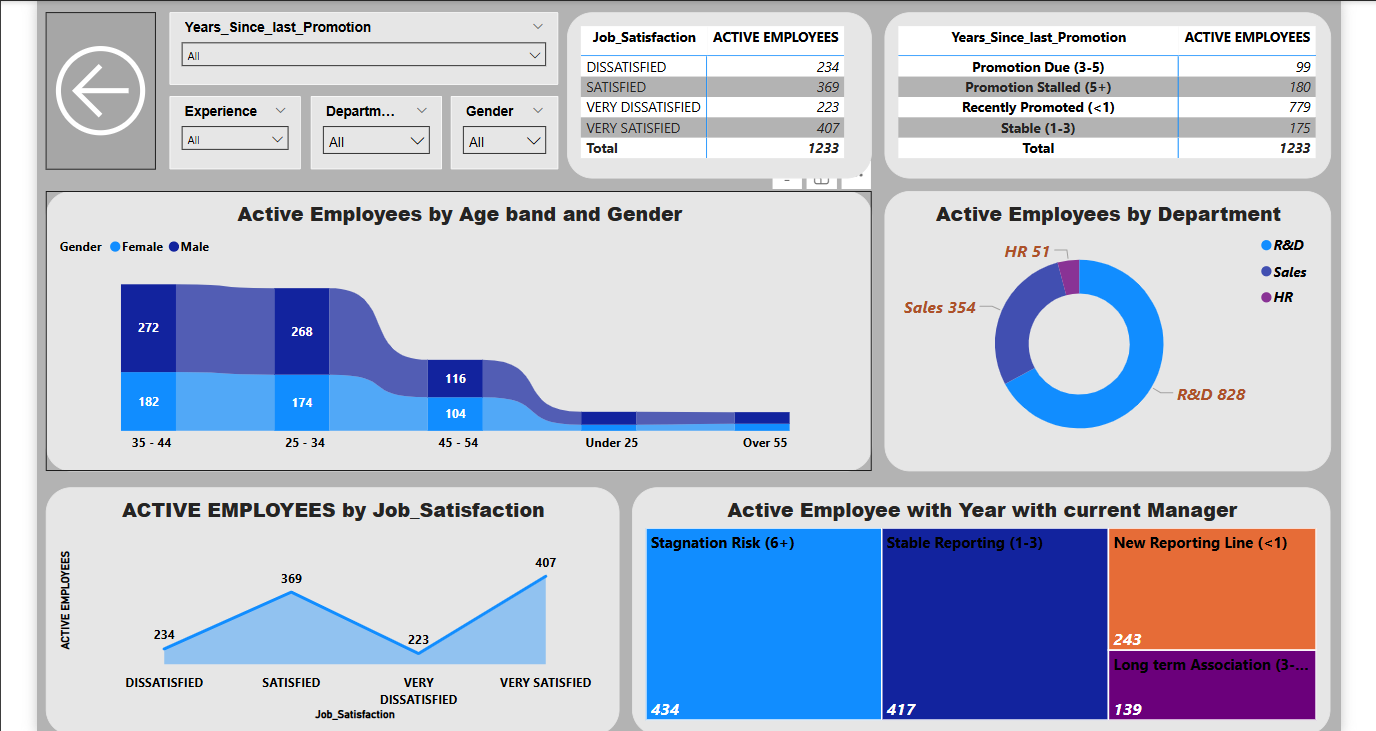 Years_Since_last_Promotion
All
Experience
All
Departm...
All
Gender
All
Job_Satisfaction ACTIVE EMPLOYEES
DISSATISFIED 234
SATISFIED 369
VERY DISSATISFIED 223
VERY SATISFIED 407
Total 1233
Years_Since_last_Promotion ACTIVE EMPLOYEES
Promotion Due (3-5) 99
Promotion Stalled (5+) 180
Recently Promoted (<1) 779
Stable (1-3) 175
Total 1233
Active Employees by Age band and Gender
Gender Female Male
272
268
116
182
174
104
35 - 44
25 - 34
45 - 54
Under 25
Over 55
Active Employees by Department
R&D
Sales
HR
HR 51
Sales 354
R&D 828
ACTIVE EMPLOYEES by Job_Satisfaction
ACTIVE EMPLOYEES
234
369
223
407
DISSATISFIED
SATISFIED
VERY
DISSATISFIED
VERY SATISFIED
Job_Satisfaction
Active Employee with Year with current Manager
Stagnation Risk (6+)
434
Stable Reporting (1-3)
417
New Reporting Line (<1)
243
Long term Association (3-...
139